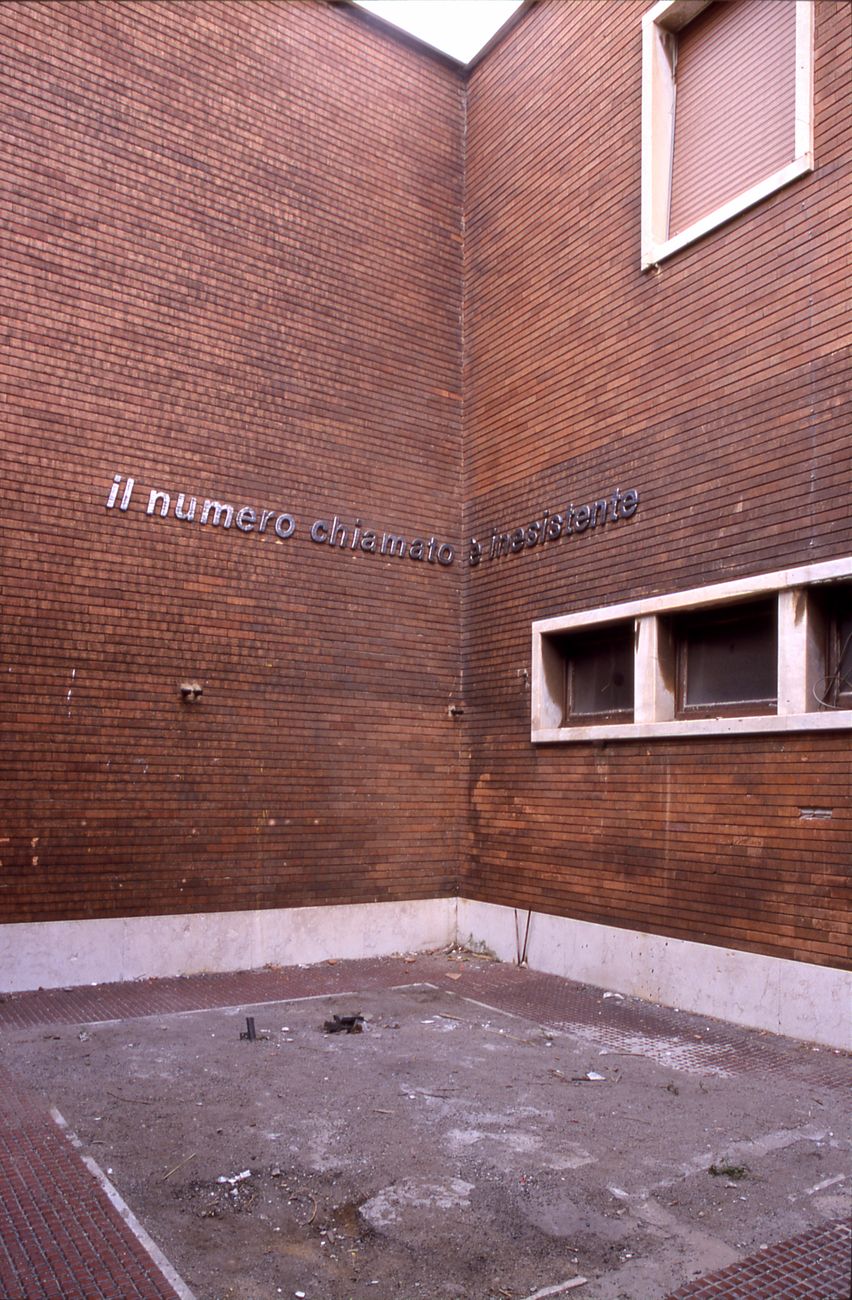 il numero chiamato è inesistente